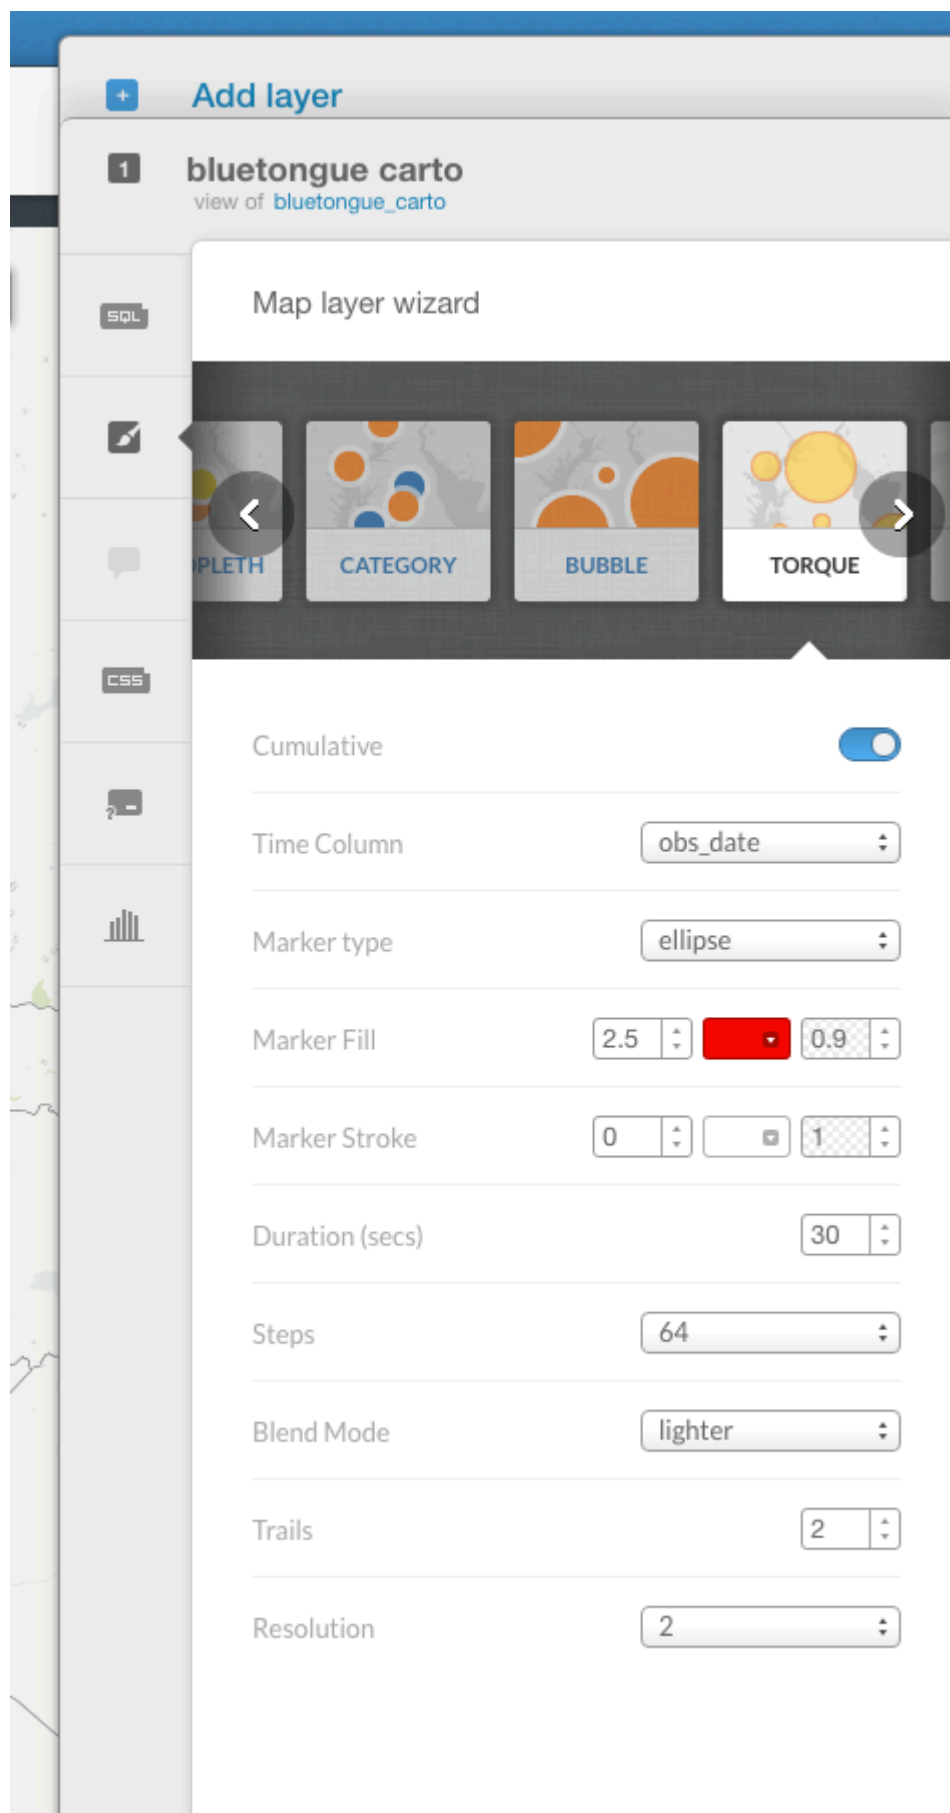 + Add layer
1 bluetongue carto
view of bluetongue_carto
SQL
Map layer wizard
OPLETH CATEGORY BUBBLE TORQUE
CSS
Cumulative
Time Column obs_date
?
Marker type ellipse
Marker Fill 2.5 0.9
Marker Stroke 0 1
Duration (secs) 30
Steps 64
Blend Mode lighter
Trails 2
Resolution 2